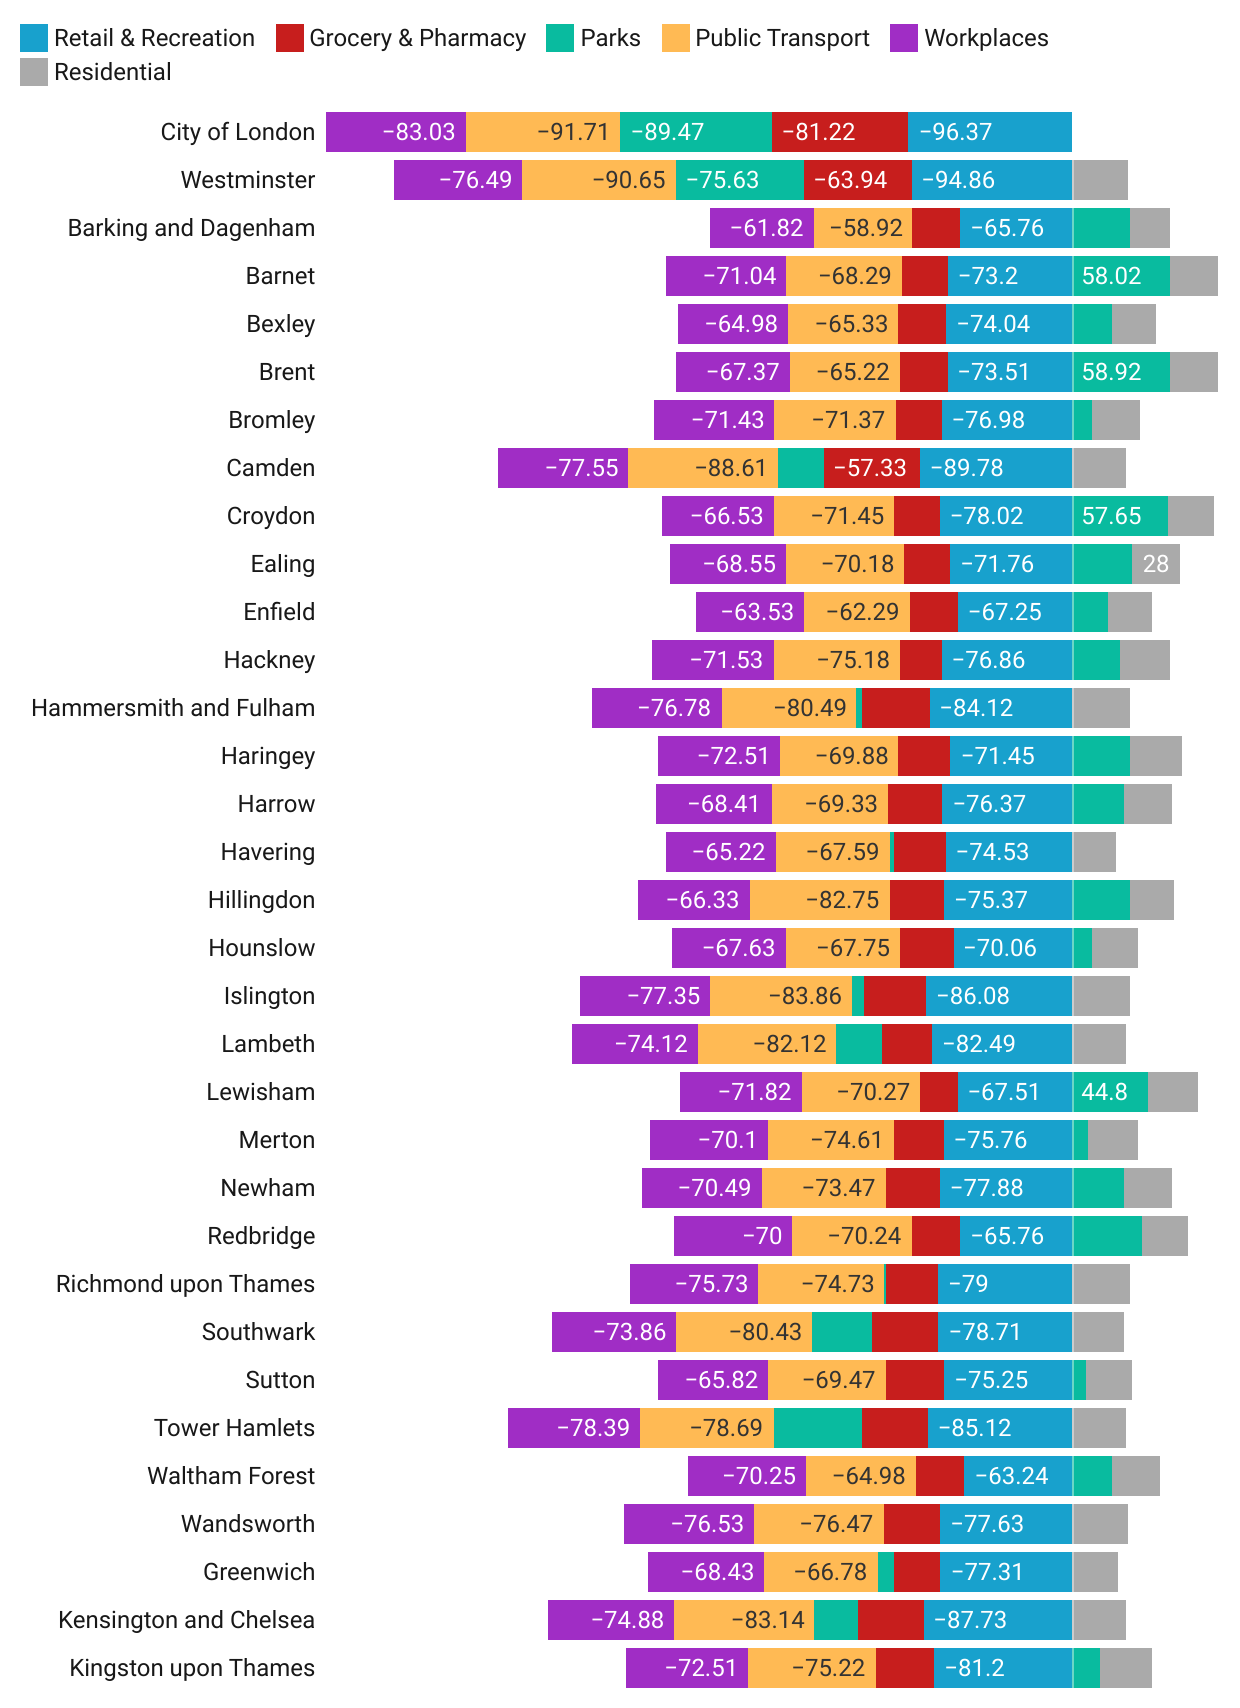 Retail & Recreation Grocery & Pharmacy Parks Public Transport Workplaces
Residential
City of London −83.03 −91.71 −89.47 −81.22 −96.37
Westminster −76.49 −90.65 −75.63 −63.94 −94.86
Barking and Dagenham −61.82 −58.92 −65.76
Barnet −71.04 −68.29 −73.2 58.02
Bexley −64.98 −65.33 −74.04
Brent −67.37 −65.22 −73.51 58.92
Bromley −71.43 −71.37 −76.98
Camden −77.55 −88.61 −57.33 −89.78
Croydon −66.53 −71.45 −78.02 57.65
Ealing −68.55 −70.18 −71.76 28
Enfield −63.53 −62.29 −67.25
Hackney −71.53 −75.18 −76.86
Hammersmith and Fulham −76.78 −80.49 −84.12
Haringey −72.51 −69.88 −71.45
Harrow −68.41 −69.33 −76.37
Havering −65.22 −67.59 −74.53
Hillingdon −66.33 −82.75 −75.37
Hounslow −67.63 −67.75 −70.06
Islington −77.35 −83.86 −86.08
Lambeth −74.12 −82.12 −82.49
Lewisham −71.82 −70.27 −67.51 44.8
Merton −70.1 −74.61 −75.76
Newham −70.49 −73.47 −77.88
Redbridge −70 −70.24 −65.76
Richmond upon Thames −75.73 −74.73 −79
Southwark −73.86 −80.43 −78.71
Sutton −65.82 −69.47 −75.25
Tower Hamlets −78.39 −78.69 −85.12
Waltham Forest −70.25 −64.98 −63.24
Wandsworth −76.53 −76.47 −77.63
Greenwich −68.43 −66.78 −77.31
Kensington and Chelsea −74.88 −83.14 −87.73
Kingston upon Thames −72.51 −75.22 −81.2